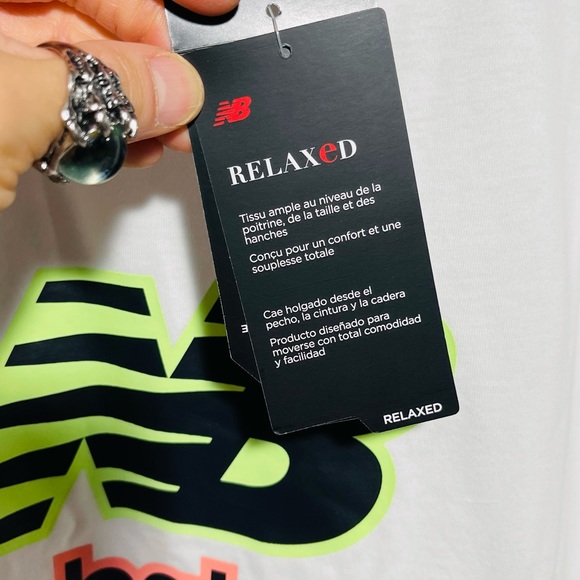 NB
RELAXeD
Tissu ample au niveau de la
poitrine, de la taille et des
hanches
Conçu pour un confort et une
souplesse totale
Cae holgado desde el
pecho, la cintura y la cadera
Producto diseñado para
moverse con total comodidad
y facilidad
RELAXED
NB